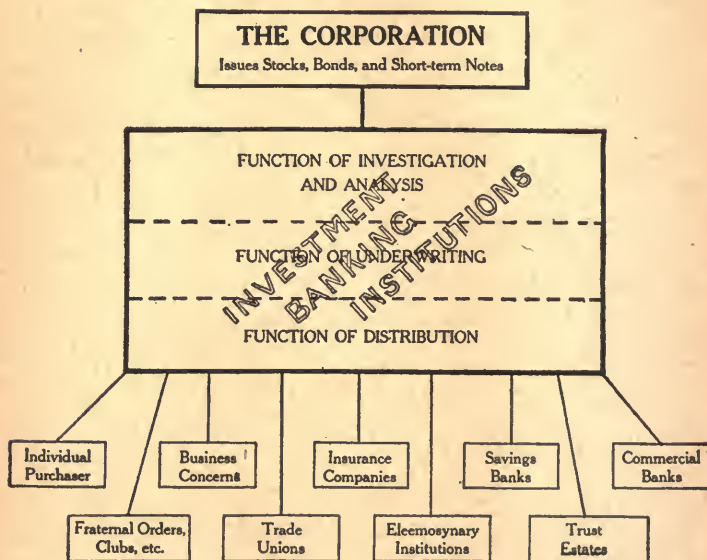 THE CORPORATION
Issues Stocks, Bonds, and Short-term Notes
FUNCTION OF INVESTIGATION
AND ANALYSIS
FUNCTION OF UNDERWRITING
FUNCTION OF DISTRIBUTION
INVESTMENT
BANKING
INSTITUTIONS
Individual
Purchaser
Business
Concerns
Insurance
Companies
Savings
Banks
Commercial
Banks
Fraternal Orders,
Clubs, etc.
Trade
Unions
Eleemosynary
Institutions
Trust
Estates